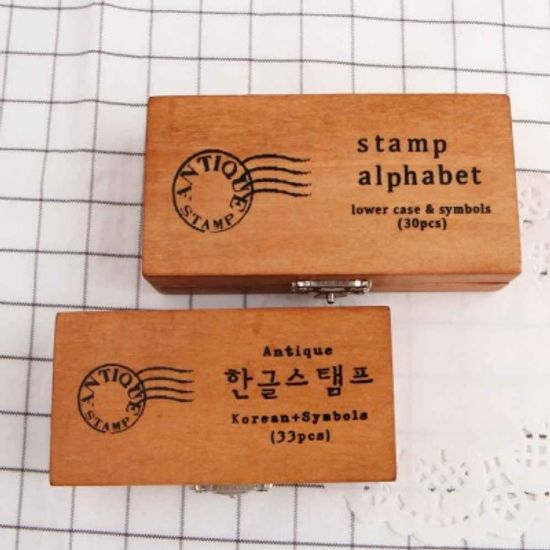 ANTIQUE
STAMP
stamp
alphabet
lower case & symbols
(30pcs)
ANTIQUE
STAMP
Antique
한글스탬프
Korean+Symbols
(33pcs)